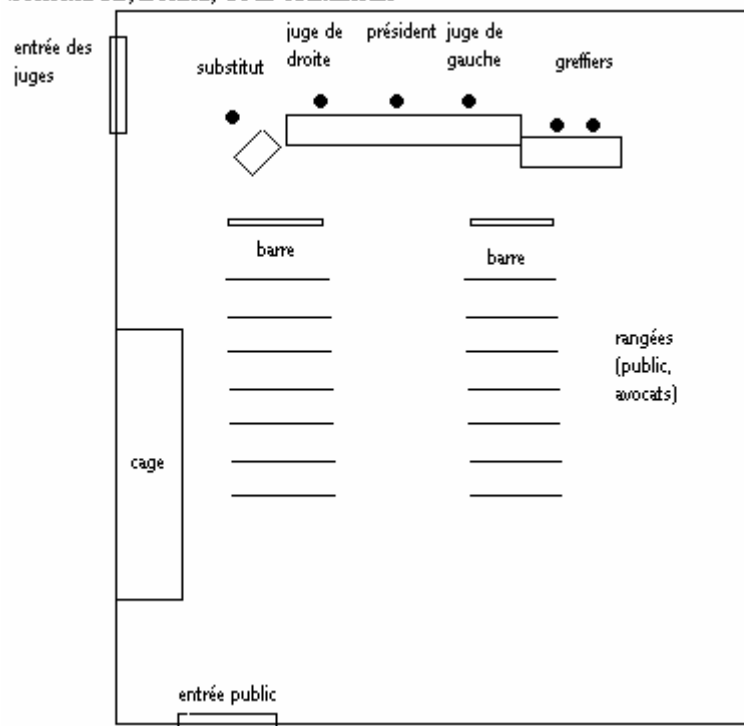 entrée des
juges
substitut
juge de
droite
président
juge de
gauche
greffiers
barre
barre
rangées
(public,
avocats)
cage
entrée public